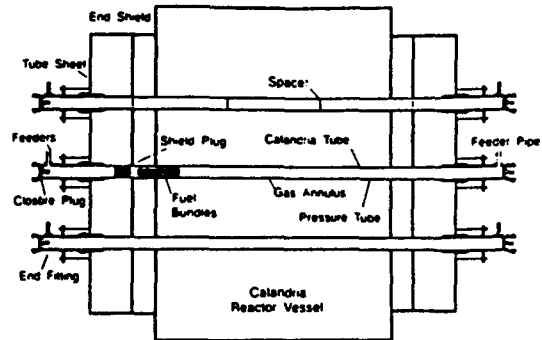 End Shield
Tube Sheet
Spacer
Shield Plug
Feeders
Calandria Tube
Feeder Pipe
Closure Plug
Fuel
Bundles
Gas Annulus
Pressure Tube
End Fitting
Calandria
Reactor Vessel